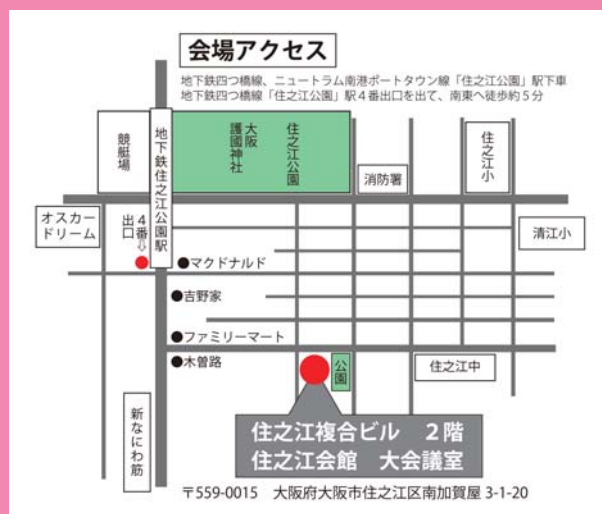 会場アクセス
地下鉄四つ橋線、ニュートラム南港ポートタウン線「住之江公園」駅下車
地下鉄四つ橋線「住之江公園」駅4番出口を出て、南東へ徒歩約5分
競艇場
地下鉄住之江公園駅
大阪護國神社
住之江公園
消防署
住之江小
オスカードリーム
4番出口
⇩
清江小
●マクドナルド
●吉野家
●ファミリーマート
●木曽路
公園
住之江中
新なにわ筋
住之江複合ビル 2階
住之江会館 大会議室
〒559-0015 大阪府大阪市住之江区南加賀屋 3-1-20